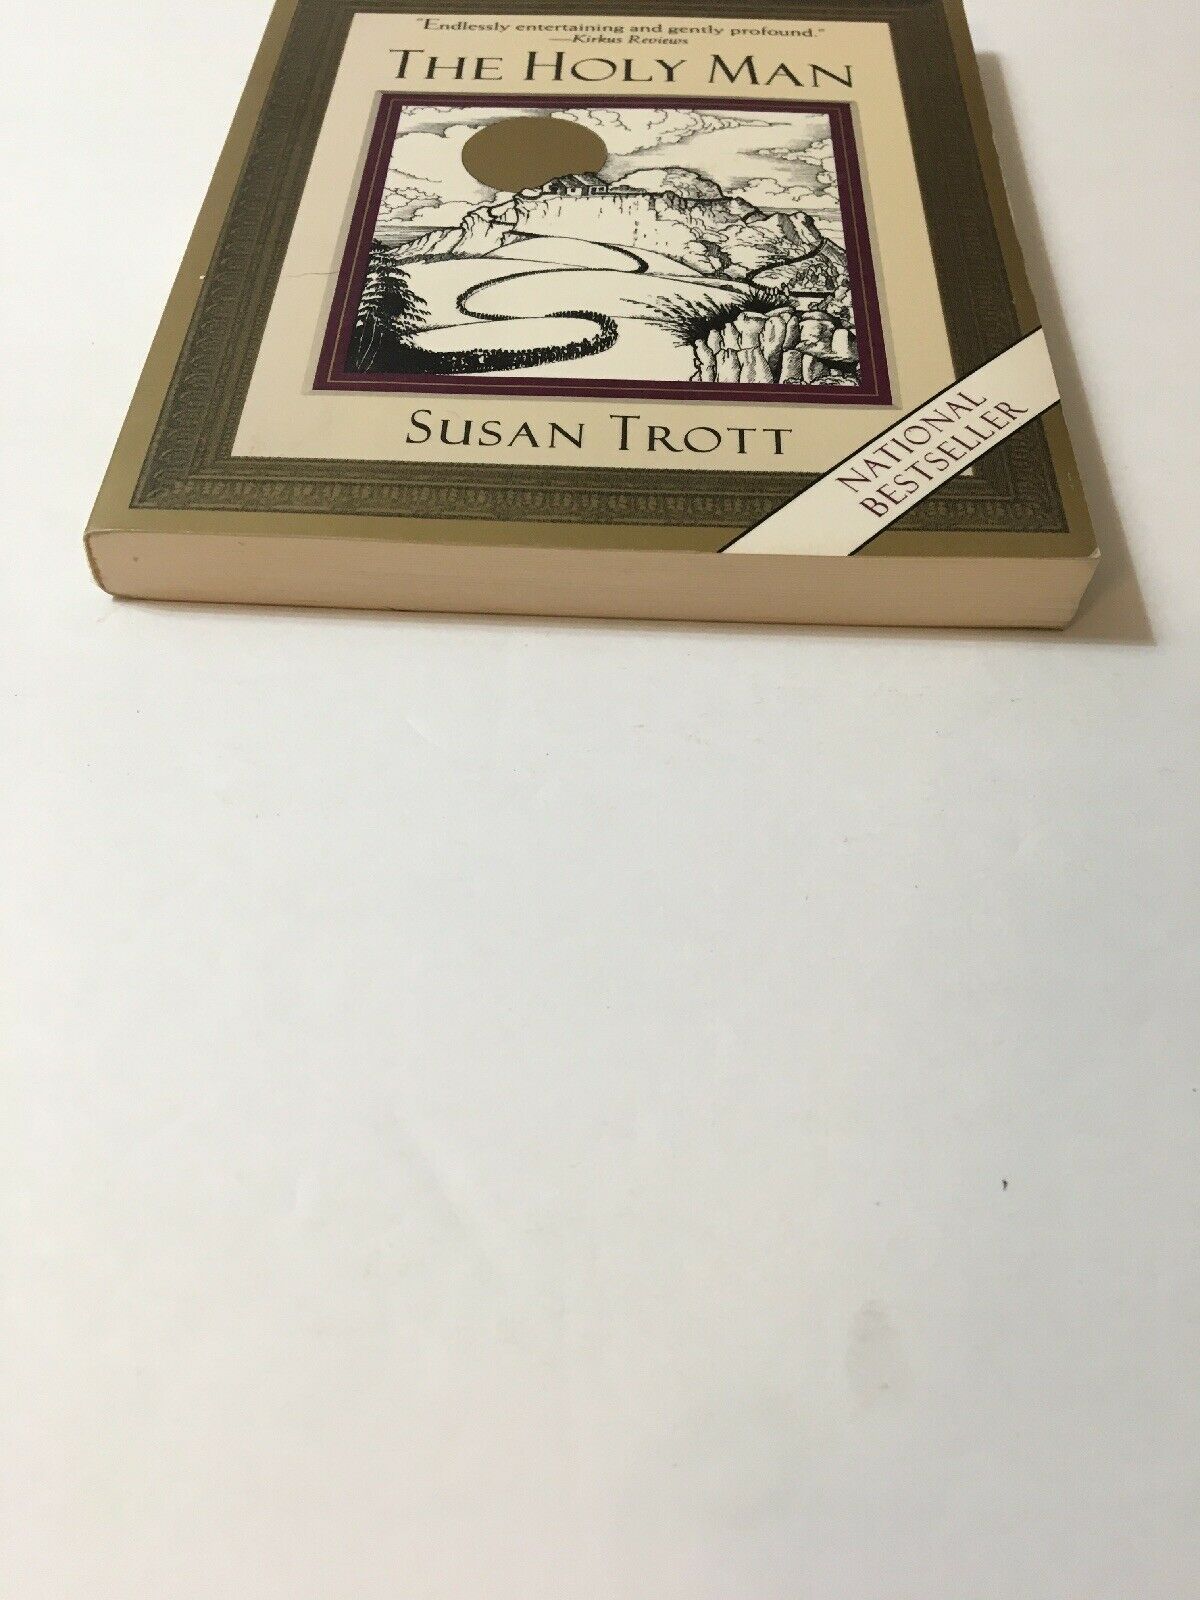 "Endlessly entertaining and gently profound."
—Kirkus Reviews
THE HOLY MAN
SUSAN TROTT
NATIONAL
BESTSELLER